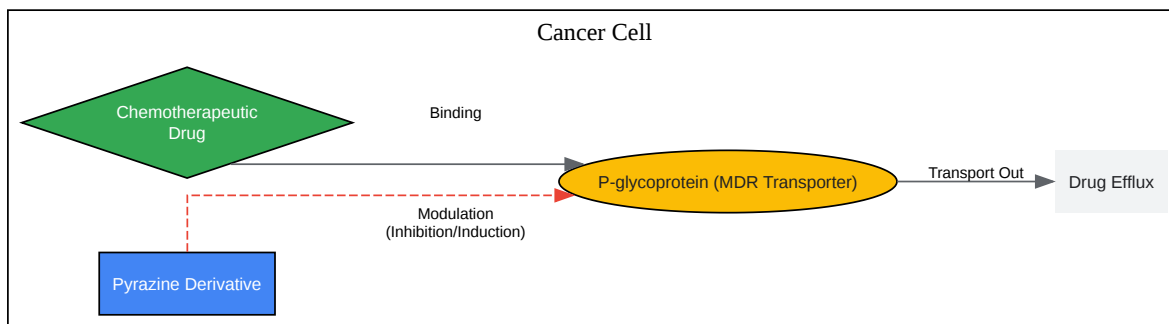 Cancer Cell
Chemotherapeutic
Drug
Binding
P-glycoprotein (MDR Transporter)
Transport Out
Drug Efflux
Modulation
(Inhibition/Induction)
Pyrazine Derivative